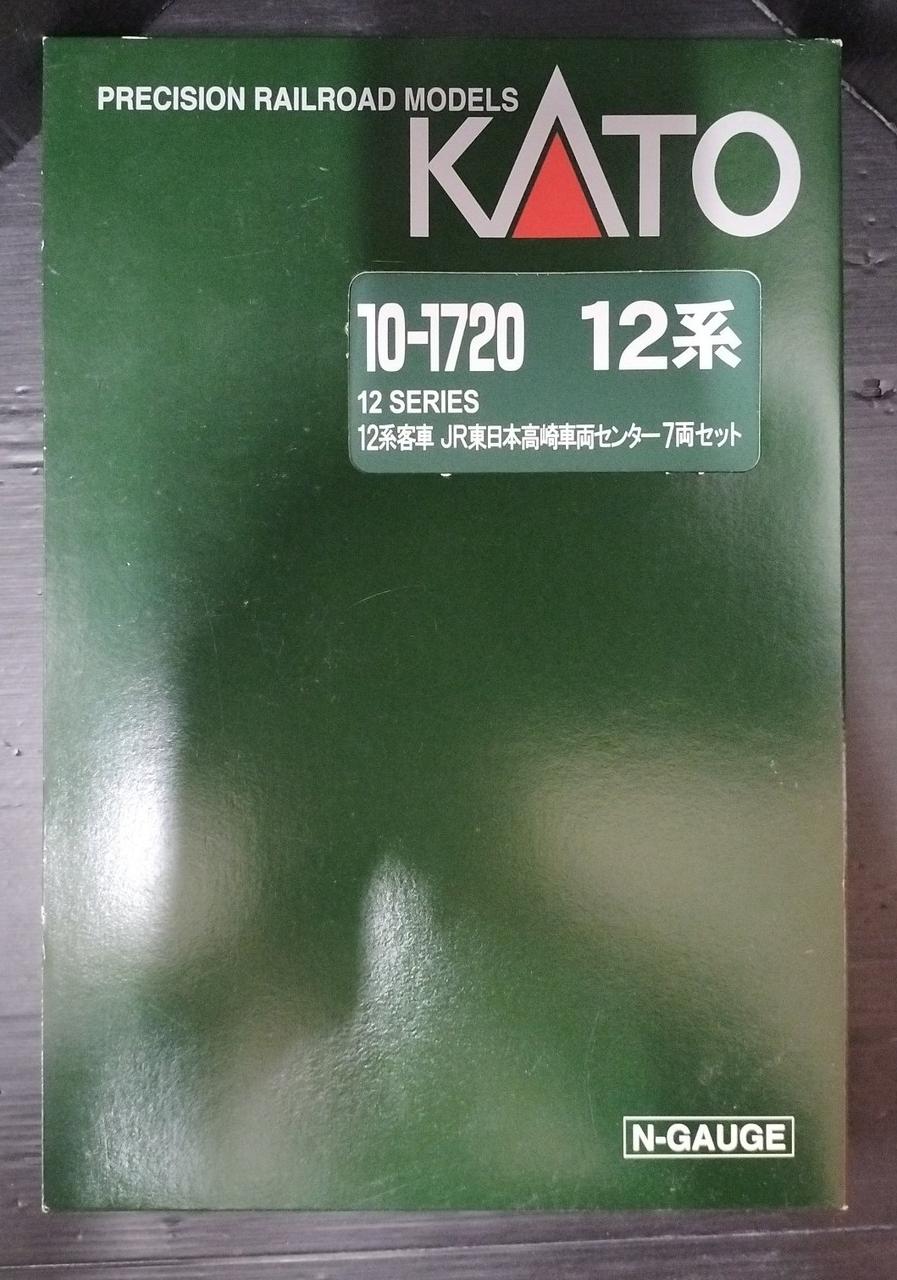 PRECISION RAILROAD MODELS
KATO
10-1720 12系
12 SERIES
12系客車 JR東日本高崎車両センター 7両セット
N-GAUGE